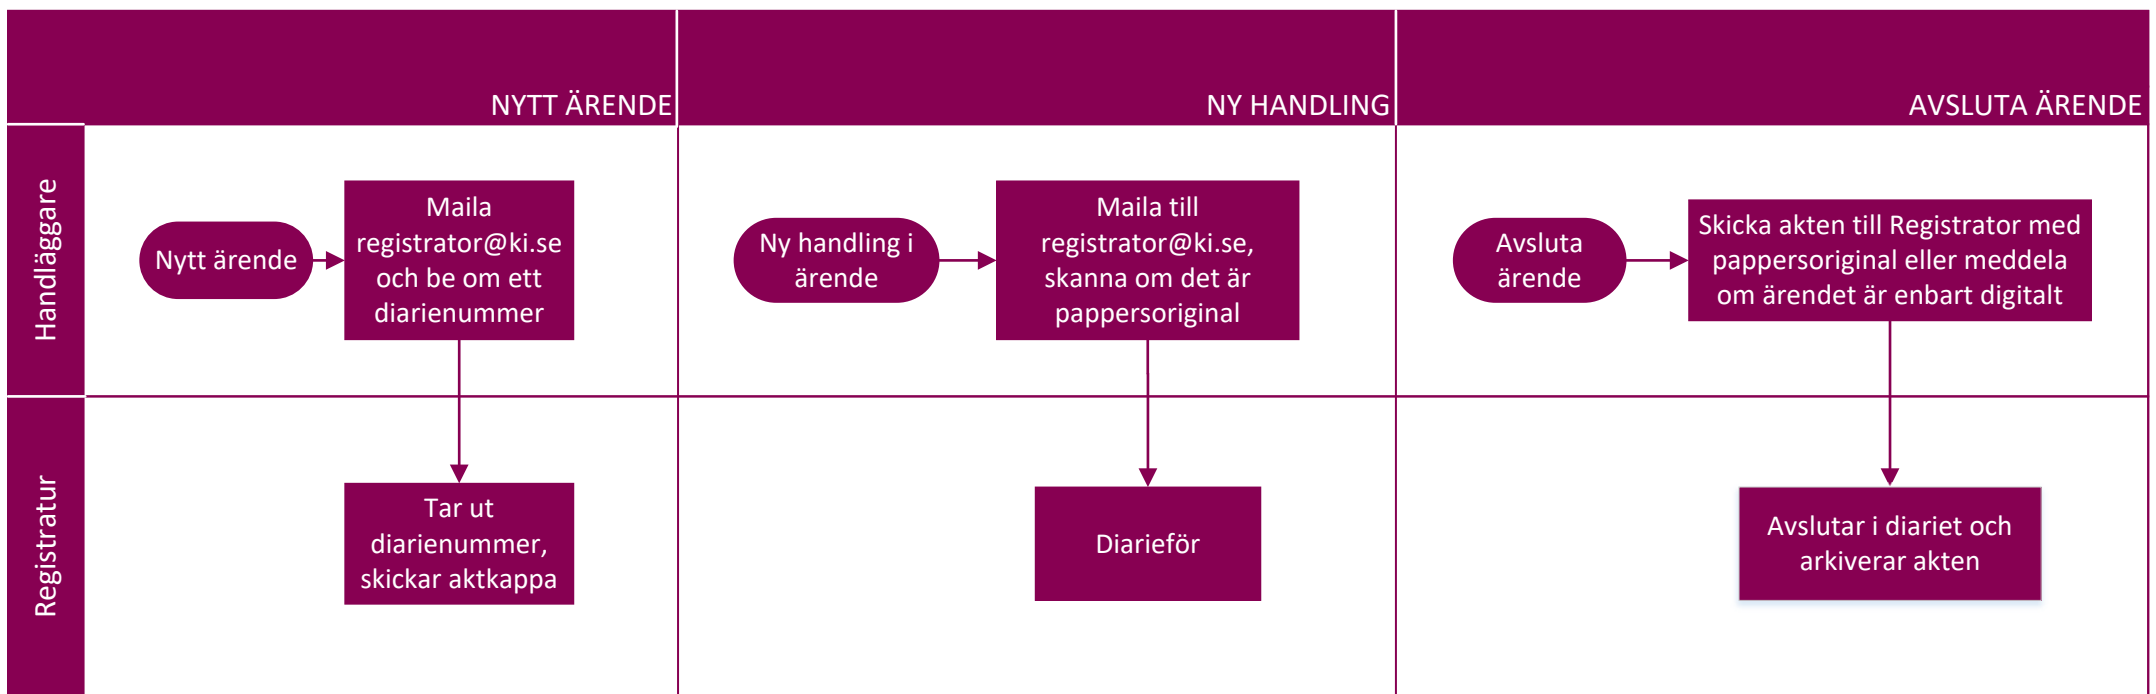 NYTT ÄRENDE
NY HANDLING
AVSLUTA ÄRENDE
Handläggare
Nytt ärende
Maila
registrator@ki.se
och be om ett
diarienummer
Ny handling i
ärende
Maila till
registrator@ki.se,
skanna om det är
pappersoriginal
Avsluta
ärende
Skicka akten till Registrator med
pappersoriginal eller meddela
om ärendet är enbart digitalt
Registratur
Tar ut
diarienummer,
skickar aktkappa
Diarieför
Avslutar i diariet och
arkiverar akten